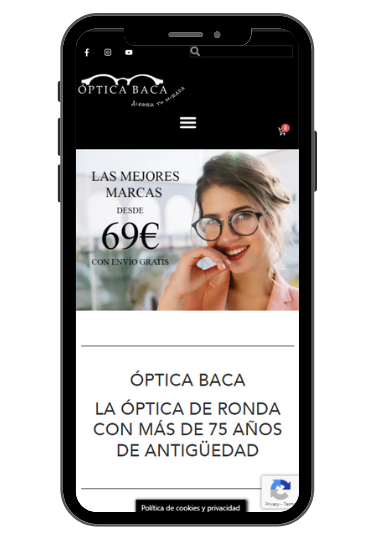 ÓPTICA BACA
Alegra tu mirada
0
LAS MEJORES
MARCAS
DESDE
69€
CON ENVIO GRATIS
ÓPTICA BACA
LA ÓPTICA DE RONDA
CON MÁS DE 75 AÑOS
DE ANTIGÜEDAD
Privacy - Term
Política de cookies y privacidad